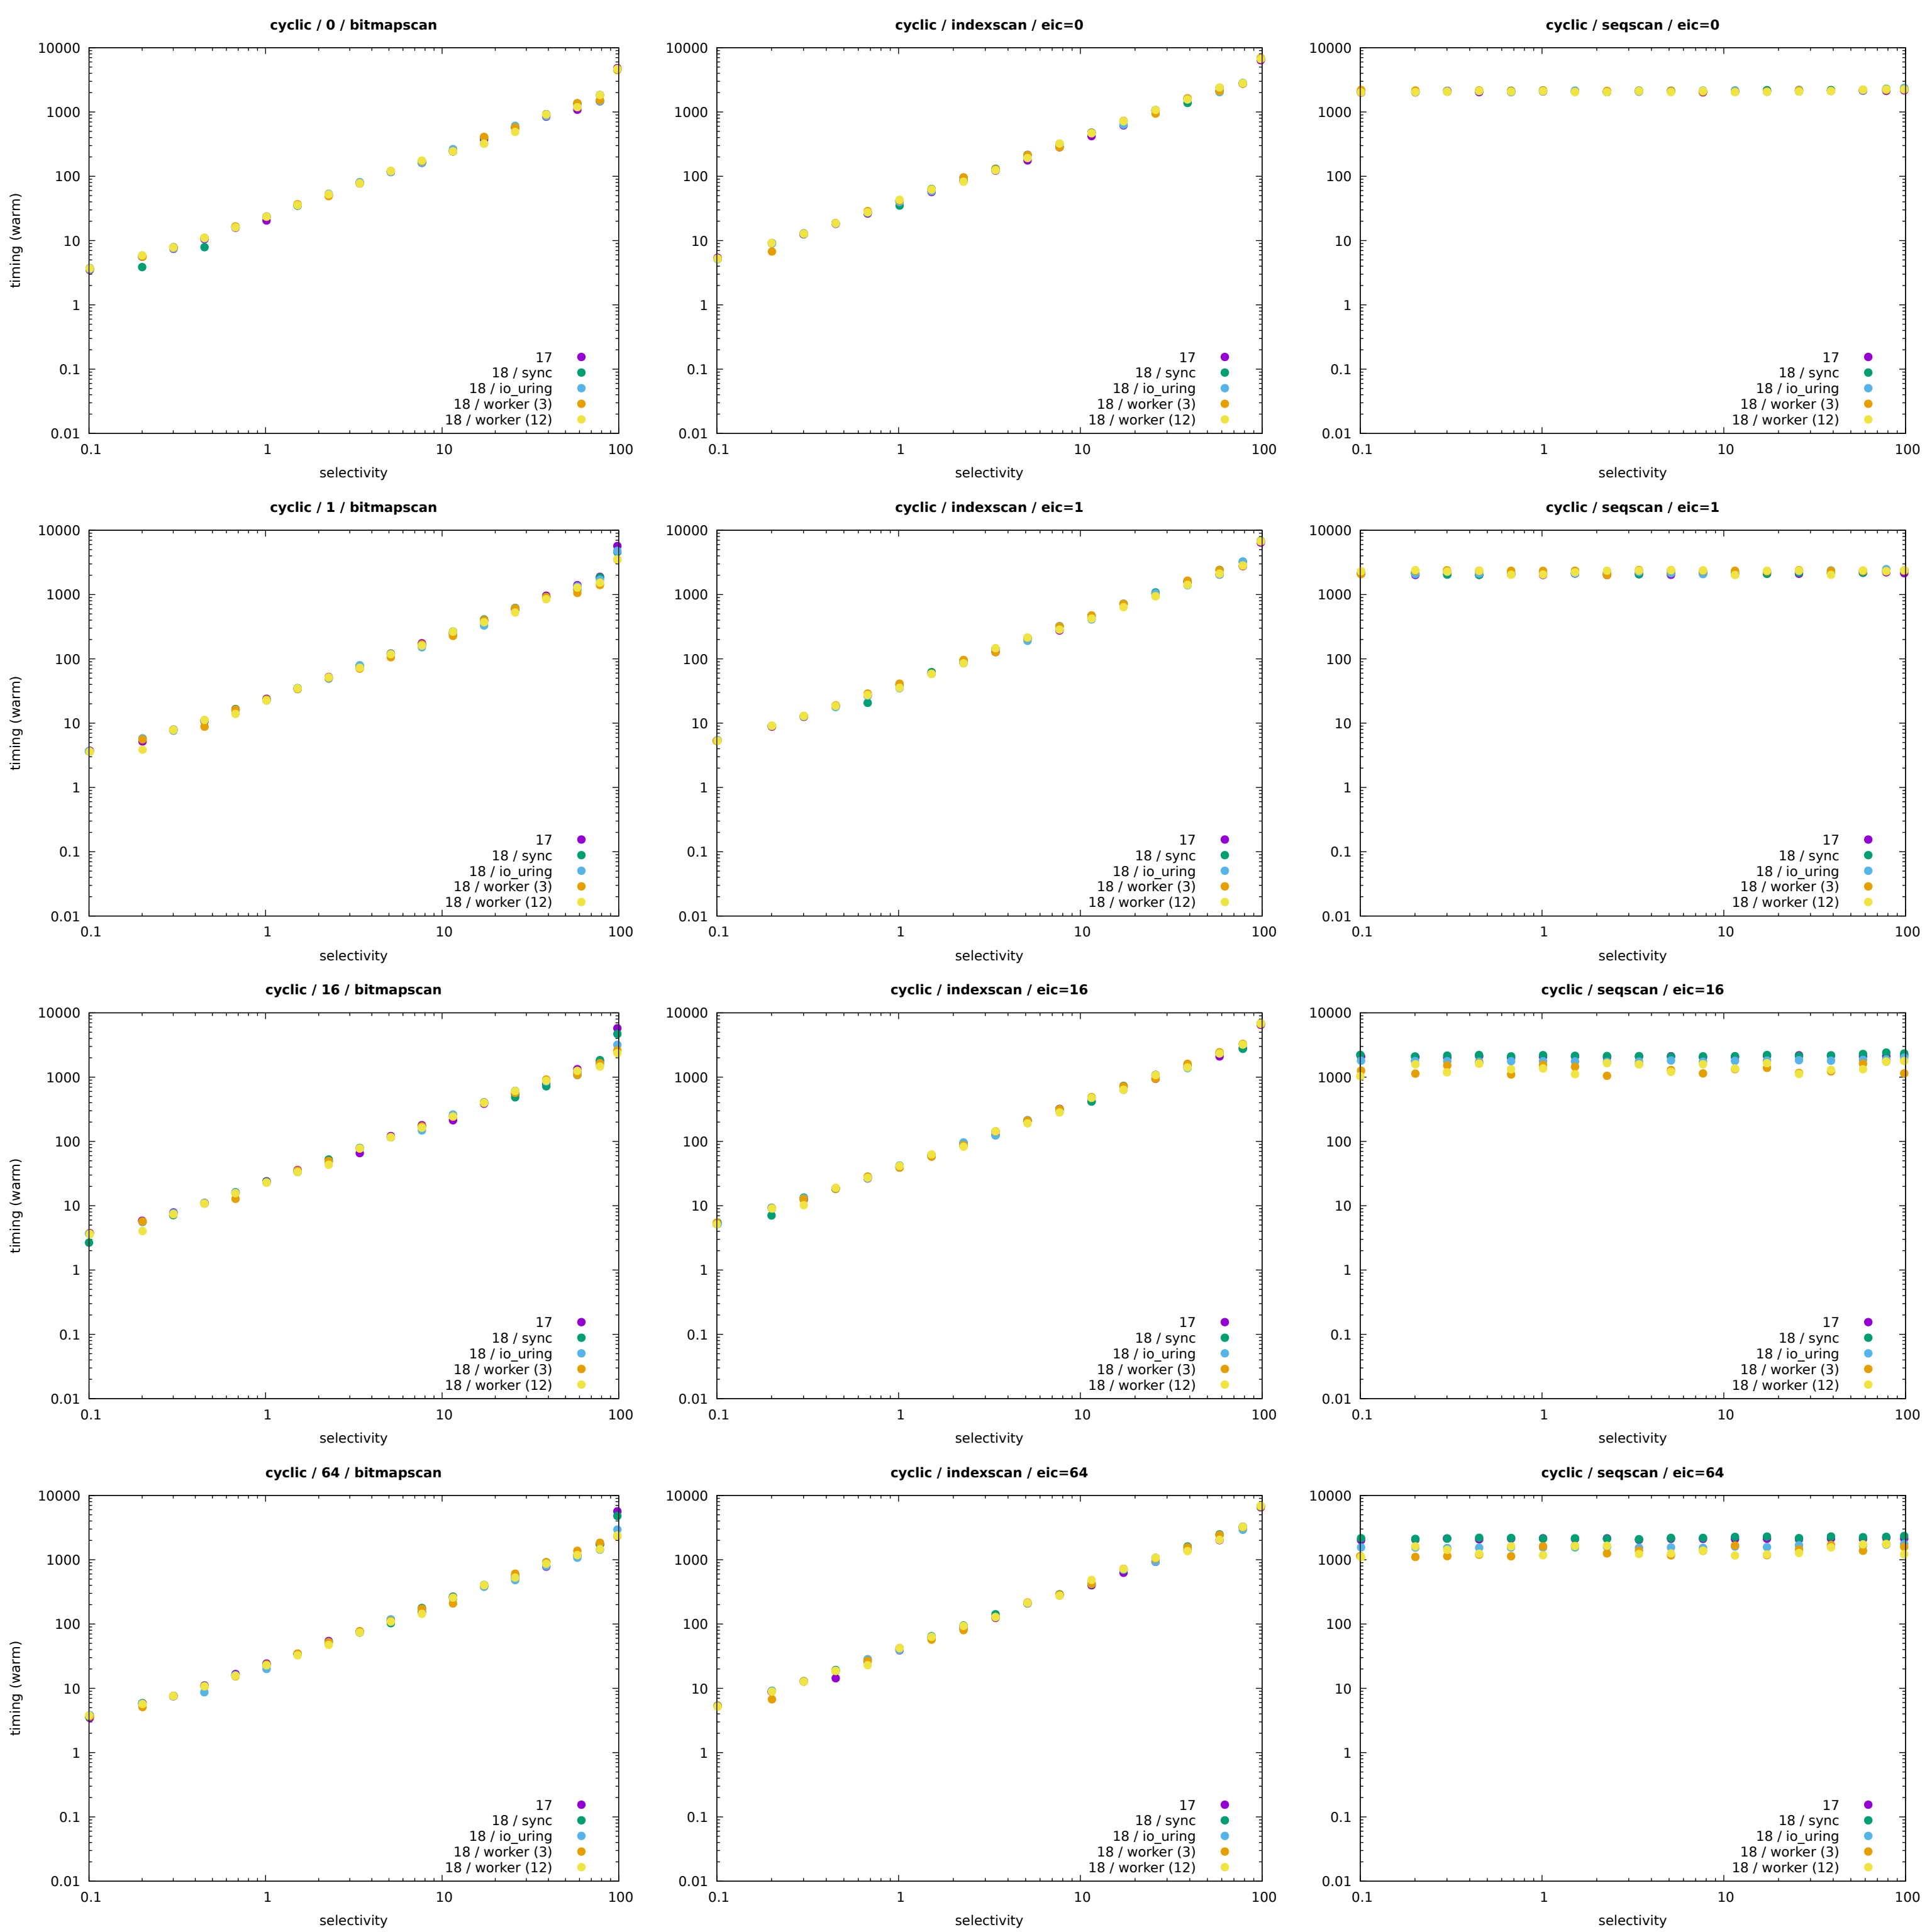 cyclic / 0 / bitmapscan
timing (warm)
10000
1000
100
10
1
0.1
0.01
17
18 / sync
18 / io_uring
18 / worker (3)
18 / worker (12)
0.1 1 10 100
selectivity
cyclic / indexscan / eic=0
10000
1000
100
10
1
0.1
0.01
17
18 / sync
18 / io_uring
18 / worker (3)
18 / worker (12)
0.1 1 10 100
selectivity
cyclic / seqscan / eic=0
10000
1000
100
10
1
0.1
0.01
17
18 / sync
18 / io_uring
18 / worker (3)
18 / worker (12)
0.1 1 10 100
selectivity
cyclic / 1 / bitmapscan
timing (warm)
10000
1000
100
10
1
0.1
0.01
17
18 / sync
18 / io_uring
18 / worker (3)
18 / worker (12)
0.1 1 10 100
selectivity
cyclic / indexscan / eic=1
10000
1000
100
10
1
0.1
0.01
17
18 / sync
18 / io_uring
18 / worker (3)
18 / worker (12)
0.1 1 10 100
selectivity
cyclic / seqscan / eic=1
10000
1000
100
10
1
0.1
0.01
17
18 / sync
18 / io_uring
18 / worker (3)
18 / worker (12)
0.1 1 10 100
selectivity
cyclic / 16 / bitmapscan
timing (warm)
10000
1000
100
10
1
0.1
0.01
17
18 / sync
18 / io_uring
18 / worker (3)
18 / worker (12)
0.1 1 10 100
selectivity
cyclic / indexscan / eic=16
10000
1000
100
10
1
0.1
0.01
17
18 / sync
18 / io_uring
18 / worker (3)
18 / worker (12)
0.1 1 10 100
selectivity
cyclic / seqscan / eic=16
10000
1000
100
10
1
0.1
0.01
17
18 / sync
18 / io_uring
18 / worker (3)
18 / worker (12)
0.1 1 10 100
selectivity
cyclic / 64 / bitmapscan
timing (warm)
10000
1000
100
10
1
0.1
0.01
17
18 / sync
18 / io_uring
18 / worker (3)
18 / worker (12)
0.1 1 10 100
selectivity
cyclic / indexscan / eic=64
10000
1000
100
10
1
0.1
0.01
17
18 / sync
18 / io_uring
18 / worker (3)
18 / worker (12)
0.1 1 10 100
selectivity
cyclic / seqscan / eic=64
10000
1000
100
10
1
0.1
0.01
17
18 / sync
18 / io_uring
18 / worker (3)
18 / worker (12)
0.1 1 10 100
selectivity